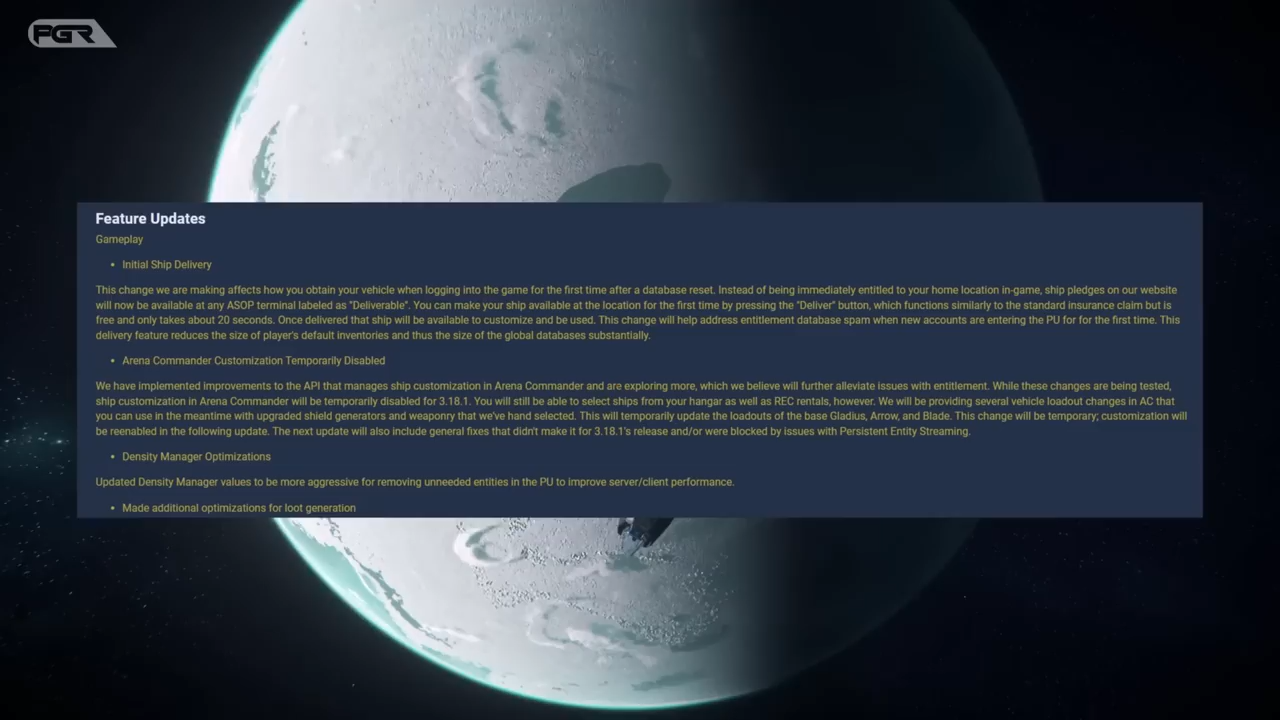 PGR
Feature Updates
Gameplay
• Initial Ship Delivery
This change we are making affects how you obtain your vehicle when logging into the game for the first time after a database reset. Instead of being immediately entitled to your home location in-game, ship pledges on our website
will now be available at any ASOP terminal labeled as "Deliverable". You can make your ship available at the location for the first time by pressing the "Deliver" button, which functions similarly to the standard insurance claim but is
free and only takes about 20 seconds. Once delivered that ship will be available to customize and be used. This change will help address entitlement database spam when new accounts are entering the PU for for the first time. This
delivery feature reduces the size of player's default inventories and thus the size of the global databases substantially.
• Arena Commander Customization Temporarily Disabled
We have implemented improvements to the API that manages ship customization in Arena Commander and are exploring more, which we believe will further alleviate issues with entitlement. While these changes are being tested,
ship customization in Arena Commander will be temporarily disabled for 3.18.1. You will still be able to select ships from your hangar as well as REC rentals, however. We will be providing several vehicle loadout changes in AC that
you can use in the meantime with upgraded shield generators and weaponry that we've hand selected. This will temporarily update the loadouts of the base Gladius, Arrow, and Blade. This change will be temporary; customization will
be reenabled in the following update. The next update will also include general fixes that didn't make it for 3.18.1's release and/or were blocked by issues with Persistent Entity Streaming.
• Density Manager Optimizations
Updated Density Manager values to be more aggressive for removing unneeded entities in the PU to improve server/client performance.
• Made additional optimizations for loot generation